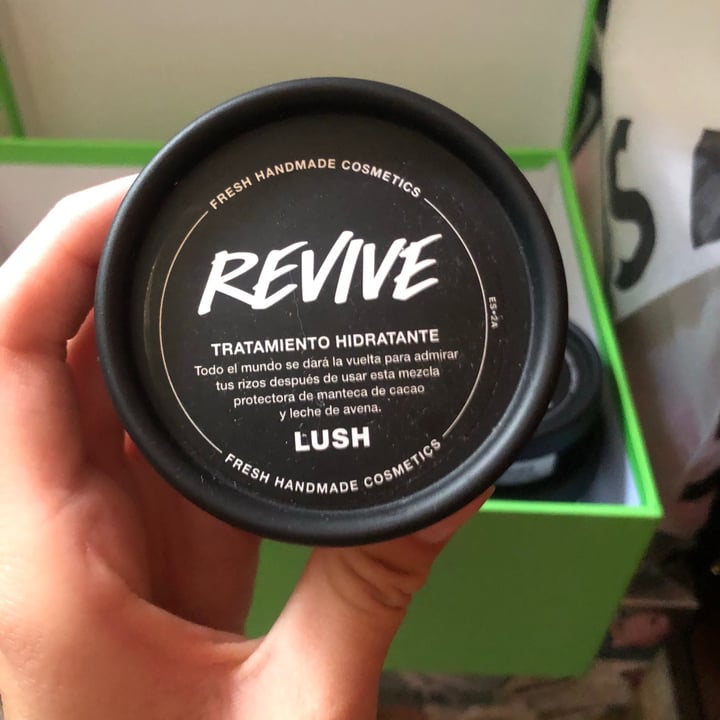 FRESH HANDMADE COSMETICS
REVIVE
ES-2A
TRATAMIENTO HIDRATANTE
Todo el mundo se dará la vuelta para admirar
tus rizos después de usar esta mezcla
protectora de manteca de cacao
y leche de avena.
LUSH
FRESH HANDMADE COSMETICS
S